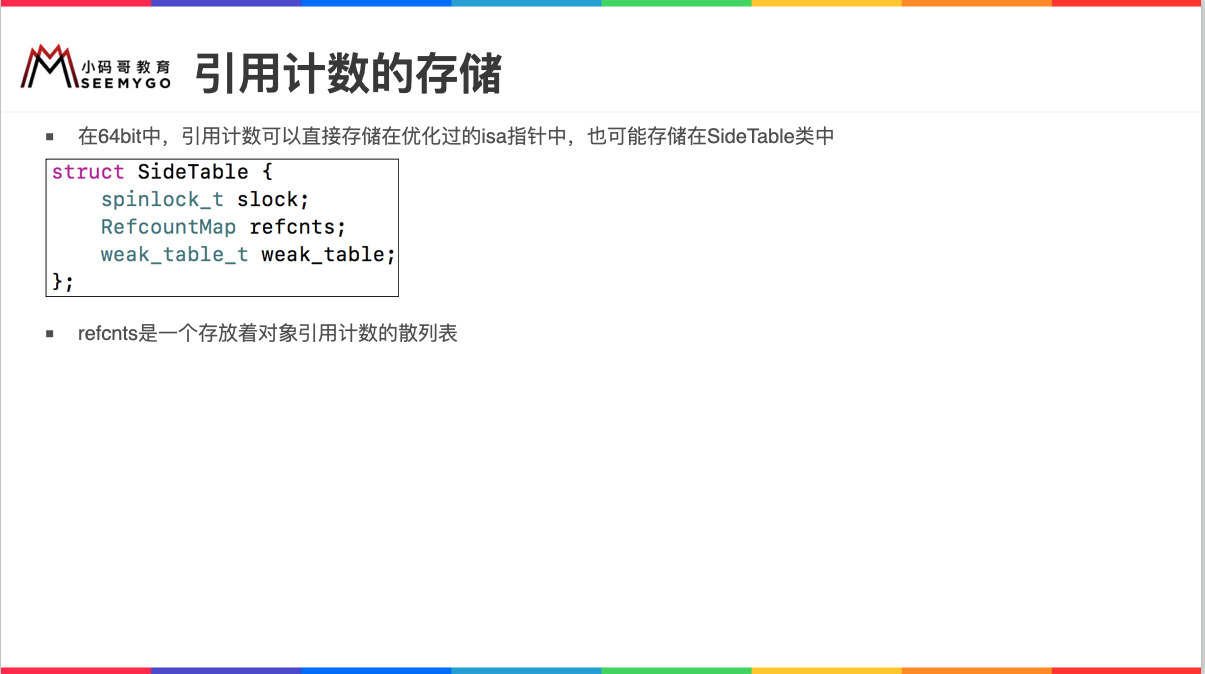 小码哥教育
SEEMYGO
引用计数的存储
▪ 在64bit中，引用计数可以直接存储在优化过的isa指针中，也可能存储在SideTable类中
struct SideTable {
    spinlock_t slock;
    RefcountMap refcnts;
    weak_table_t weak_table;
};
▪ refcnts是一个存放着对象引用计数的散列表